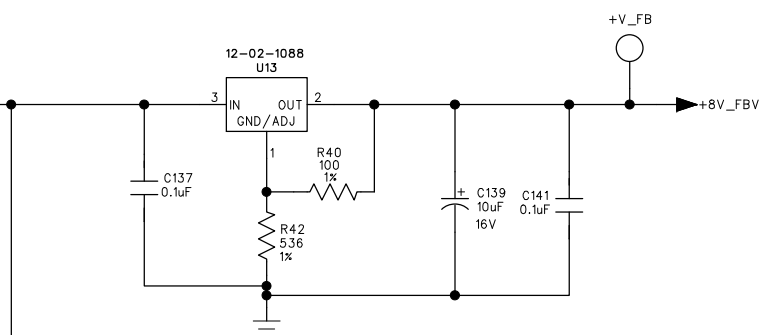 +V_FB
12-02-1088
U13
3
IN
OUT
2
GND/ADJ
1
+8V_FBV
R40
100
1%
C137
0.1uF
R42
536
1%
+
C139
10uF
16V
C141
0.1uF